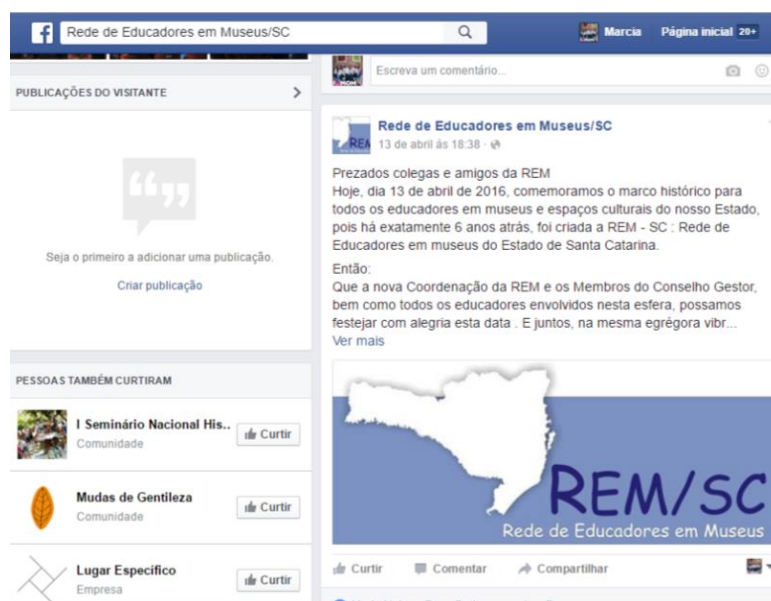 Rede de Educadores em Museus/SC
Marcia
Página inicial 20+
PUBLICAÇÕES DO VISITANTE
Seja o primeiro a adicionar uma publicação.
Criar publicação
PESSOAS TAMBÉM CURTIRAM
I Seminário Nacional His..
Comunidade
Curtir
Mudas de Gentileza
Comunidade
Curtir
Lugar Específico
Empresa
Curtir
Escreva um comentário...
REM
Rede de Educadores em Museus/SC
13 de abril às 18:38 ·
Prezados colegas e amigos da REM
Hoje, dia 13 de abril de 2016, comemoramos o marco histórico para
todos os educadores em museus e espaços culturais do nosso Estado,
pois há exatamente 6 anos atrás, foi criada a REM - SC : Rede de
Educadores em museus do Estado de Santa Catarina.
Então:
Que a nova Coordenação da REM e os Membros do Conselho Gestor,
bem como todos os educadores envolvidos nesta esfera, possamos
festejar com alegria esta data . E juntos, na mesma egrégora vibr...
Ver mais
REM/SC
Rede de Educadores em Museus
Curtir
Comentar
Compartilhar